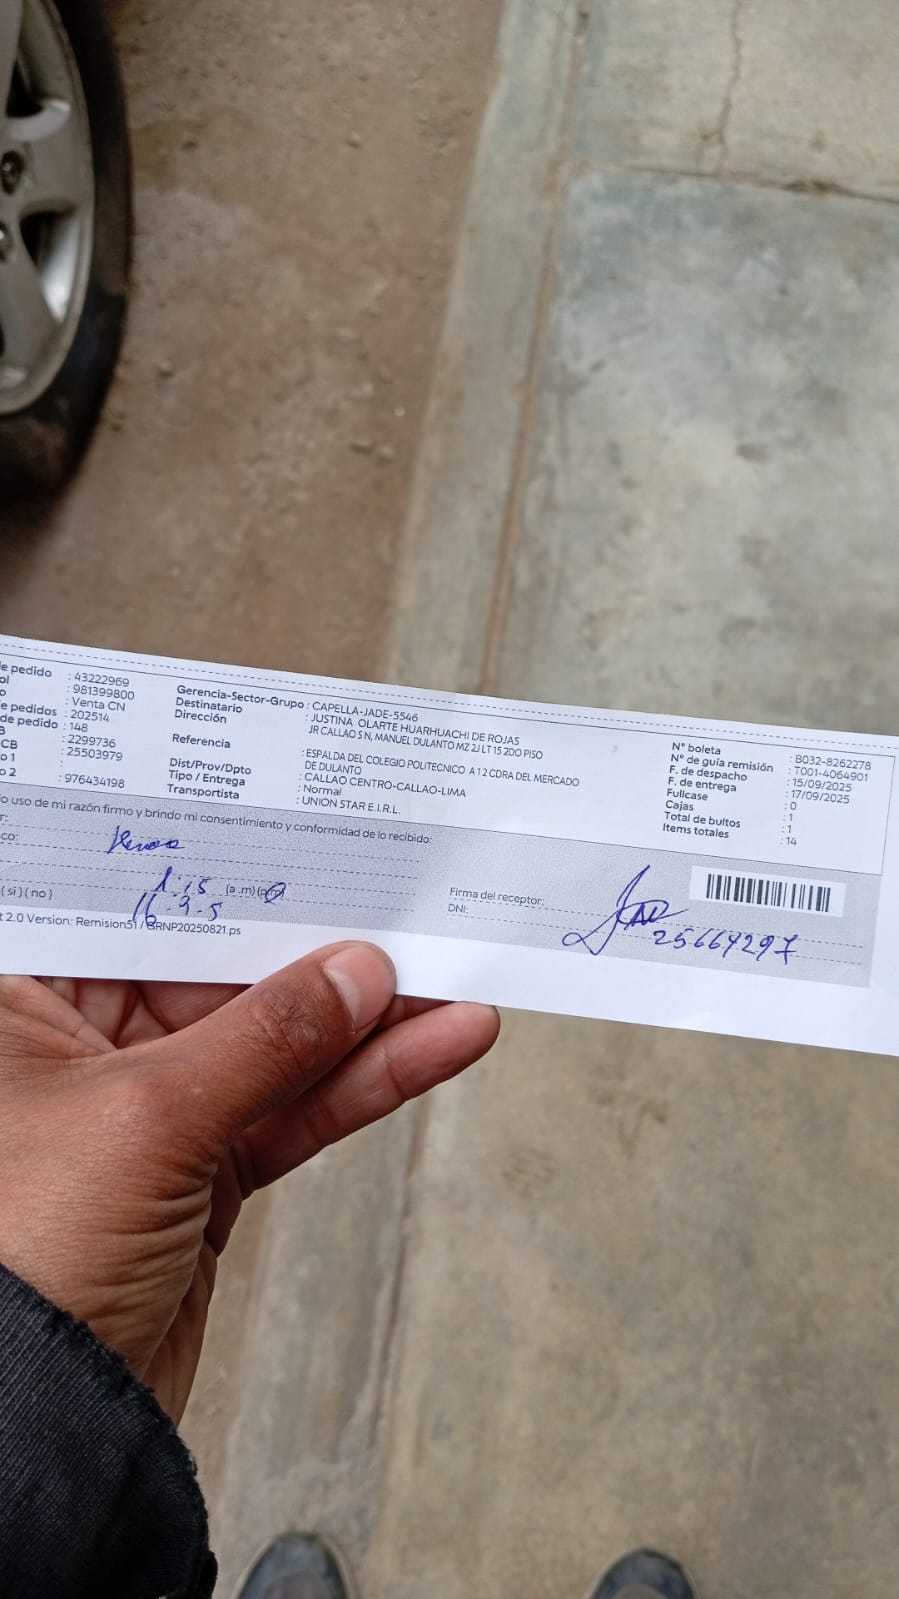 e pedido : 43222969
ol : 981399800
o : Venta CN
e pedidos : 202514
de pedido : 148
B : 2299736
CB : 25503979
o 1 :
o 2 : 976434198
Gerencia-Sector-Grupo : CAPELLA-JADE-5546
Destinatario : JUSTINA OLARTE HUARHUACHI DE ROJAS
Dirección : JR CALLAO S N, MANUEL DULANTO MZ 2J LT 15 2DO PISO
Referencia : ESPALDA DEL COLEGIO POLITECNICO A 1 2 CDRA DEL MERCADO
DE DULANTO
Dist/Prov/Dpto : CALLAO CENTRO-CALLAO-LIMA
Tipo / Entrega : Normal
Transportista : UNION STAR E.I.R.L.
N° boleta : B032-8262278
N° de guía remisión : T001-4064901
F. de despacho : 15/09/2025
F. de entrega : 17/09/2025
Fullcase : 0
Cajas : 1
Total de bultos : 1
Items totales : 14
o uso de mi razón firmo y brindo mi consentimiento y conformidad de lo recibido:
r:
co:
1:15 (a .m) (p.m)
( si ) ( no ) 16-9-5
Firma del receptor:
DNI: 25664297
t 2.0 Version: Remision51 / GRNP20250821.ps